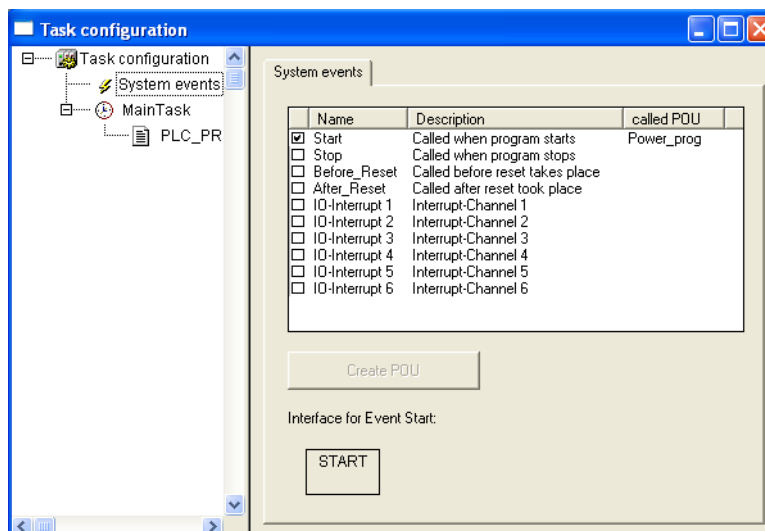 Task configuration
Task configuration
System events
MainTask
PLC_PR
System events
Name Description called POU
Start Called when program starts Power_prog
Stop Called when program stops
Before_Reset Called before reset takes place
After_Reset Called after reset took place
IO-Interrupt 1 Interrupt-Channel 1
IO-Interrupt 2 Interrupt-Channel 2
IO-Interrupt 3 Interrupt-Channel 3
IO-Interrupt 4 Interrupt-Channel 4
IO-Interrupt 5 Interrupt-Channel 5
IO-Interrupt 6 Interrupt-Channel 6
Create POU
Interface for Event Start:
START